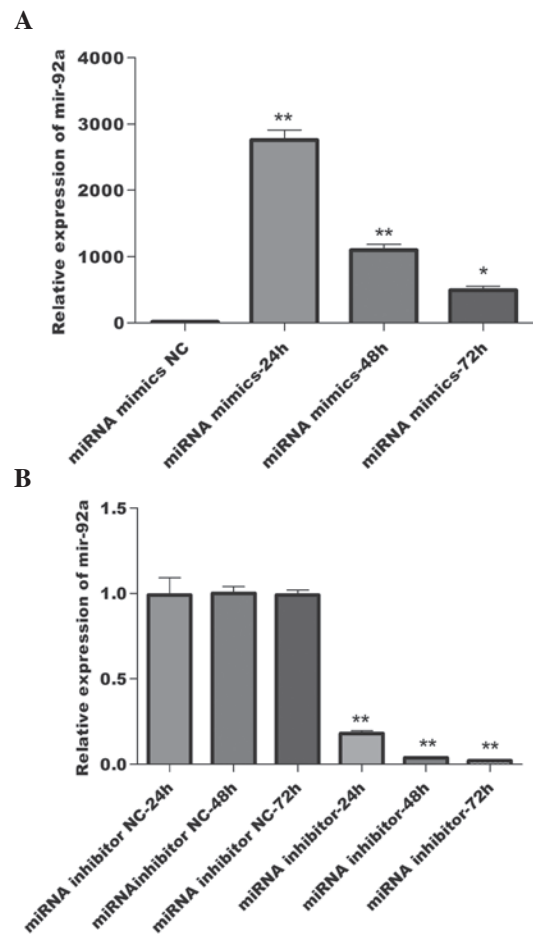 A
Relative expression of mir-92a
4000
3000
2000
1000
0
**
**
*
miRNA mimics NC
miRNA mimics-24h
miRNA mimics-48h
miRNA mimics-72h
B
Relative expression of mir-92a
1.5
1.0
0.5
0.0
**
**
**
miRNA inhibitor NC-24h
miRNAinhibitor NC-48h
miRNA inhibitor NC-72h
miRNA inhibitor-24h
miRNA inhibitor-48h
miRNA inhibitor-72h